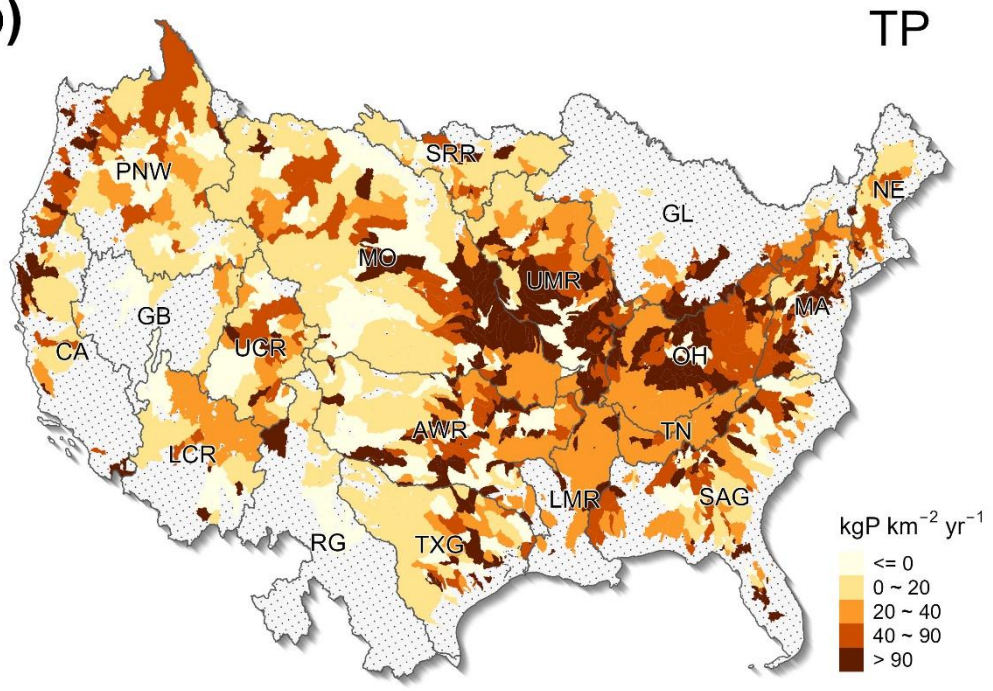 )
TP
SRR
PNW
NE
GL
MO
UMR
GB
MA
CA
UCR
OH
AWR
TN
LCR
LMR
SAG
RG
TXG
kgP km⁻² yr⁻¹
<= 0
0 ~ 20
20 ~ 40
40 ~ 90
> 90